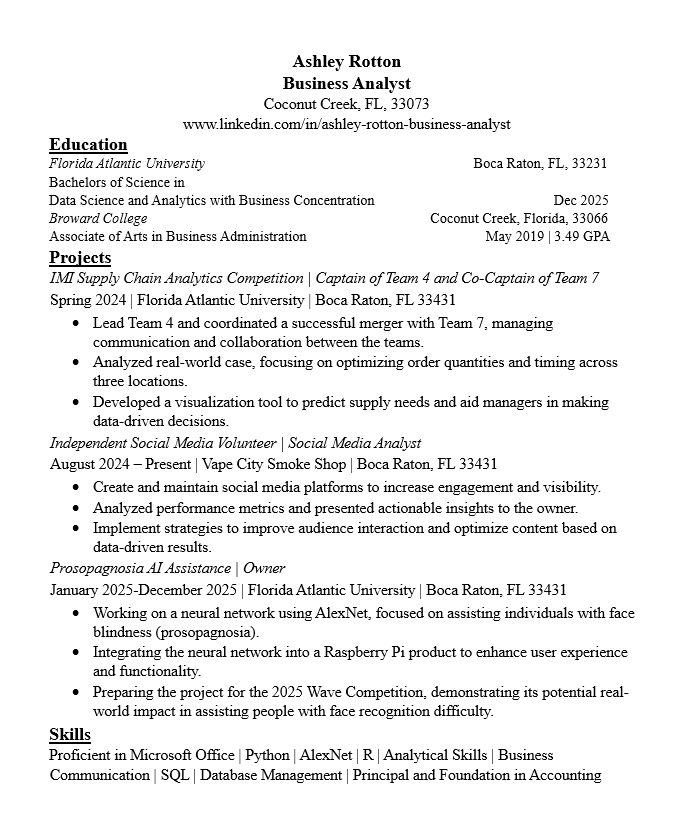 Ashley Rotton
Business Analyst
Coconut Creek, FL, 33073
www.linkedin.com/in/ashley-rotton-business-analyst
Education
Florida Atlantic University Boca Raton, FL, 33231
Bachelors of Science in
Data Science and Analytics with Business Concentration Dec 2025
Broward College Coconut Creek, Florida, 33066
Associate of Arts in Business Administration May 2019 | 3.49 GPA
Projects
IMI Supply Chain Analytics Competition | Captain of Team 4 and Co-Captain of Team 7
Spring 2024 | Florida Atlantic University | Boca Raton, FL 33431
• Lead Team 4 and coordinated a successful merger with Team 7, managing
communication and collaboration between the teams.
• Analyzed real-world case, focusing on optimizing order quantities and timing across
three locations.
• Developed a visualization tool to predict supply needs and aid managers in making
data-driven decisions.
Independent Social Media Volunteer | Social Media Analyst
August 2024 – Present | Vape City Smoke Shop | Boca Raton, FL 33431
• Create and maintain social media platforms to increase engagement and visibility.
• Analyzed performance metrics and presented actionable insights to the owner.
• Implement strategies to improve audience interaction and optimize content based on
data-driven results.
Prosopagnosia AI Assistance | Owner
January 2025-December 2025 | Florida Atlantic University | Boca Raton, FL 33431
• Working on a neural network using AlexNet, focused on assisting individuals with face
blindness (prosopagnosia).
• Integrating the neural network into a Raspberry Pi product to enhance user experience
and functionality.
• Preparing the project for the 2025 Wave Competition, demonstrating its potential real-
world impact in assisting people with face recognition difficulty.
Skills
Proficient in Microsoft Office | Python | AlexNet | R | Analytical Skills | Business
Communication | SQL | Database Management | Principal and Foundation in Accounting